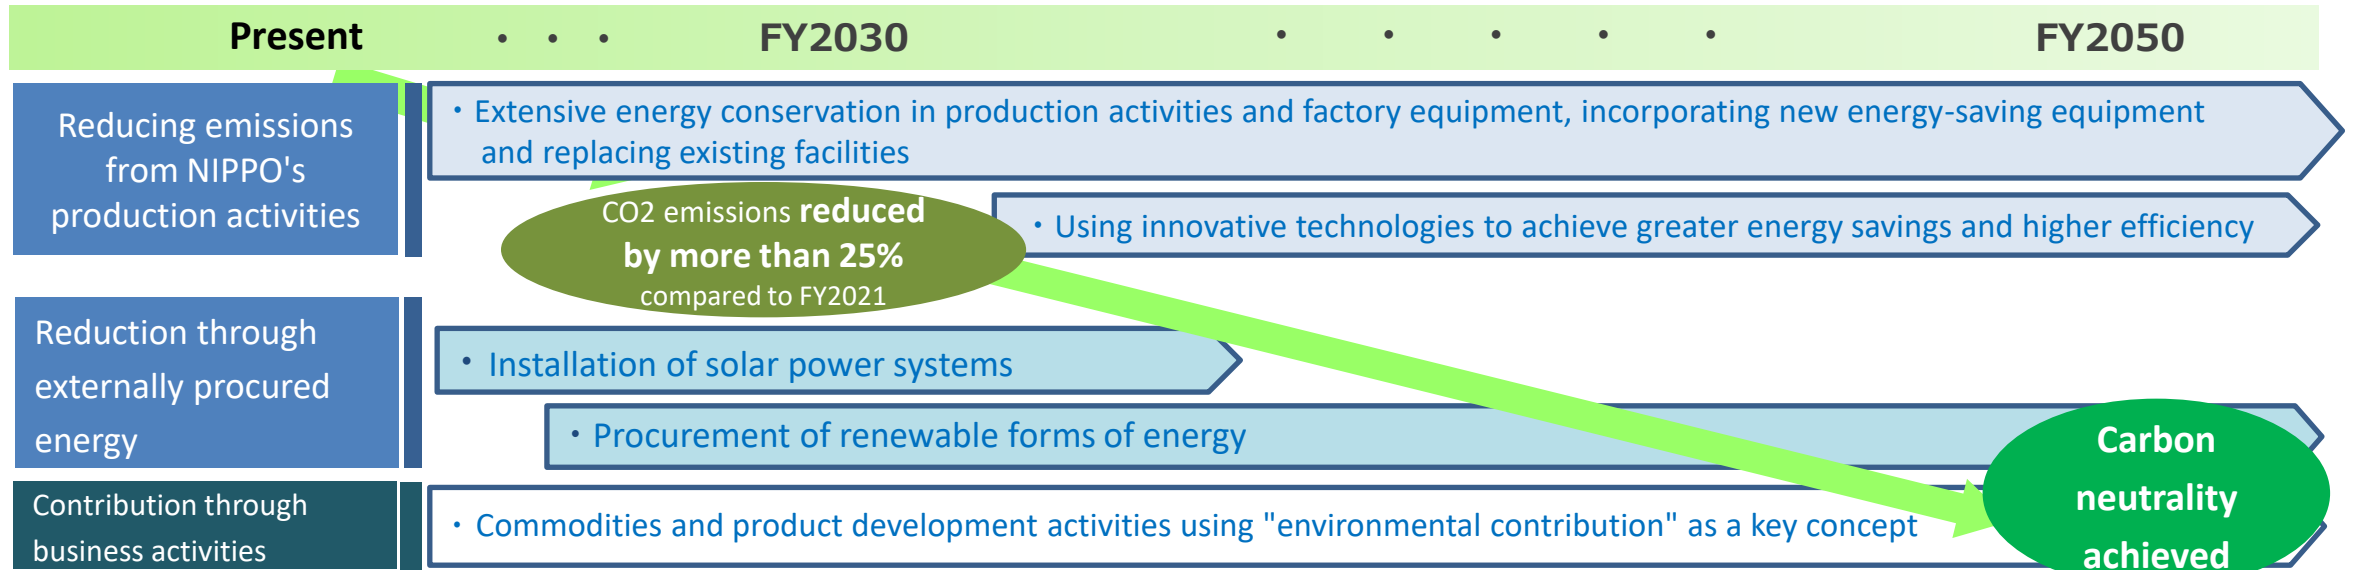 Present ・・・ FY2030 ・ ・ ・ ・ ・ FY2050
Reducing emissions
from NIPPO's
production activities
・Extensive energy conservation in production activities and factory equipment, incorporating new energy-saving equipment
and replacing existing facilities
CO2 emissions reduced
by more than 25%
compared to FY2021
・Using innovative technologies to achieve greater energy savings and higher efficiency
Reduction through
externally procured
energy
・Installation of solar power systems
・Procurement of renewable forms of energy
Contribution through
business activities
・Commodities and product development activities using "environmental contribution" as a key concept
Carbon
neutrality
achieved